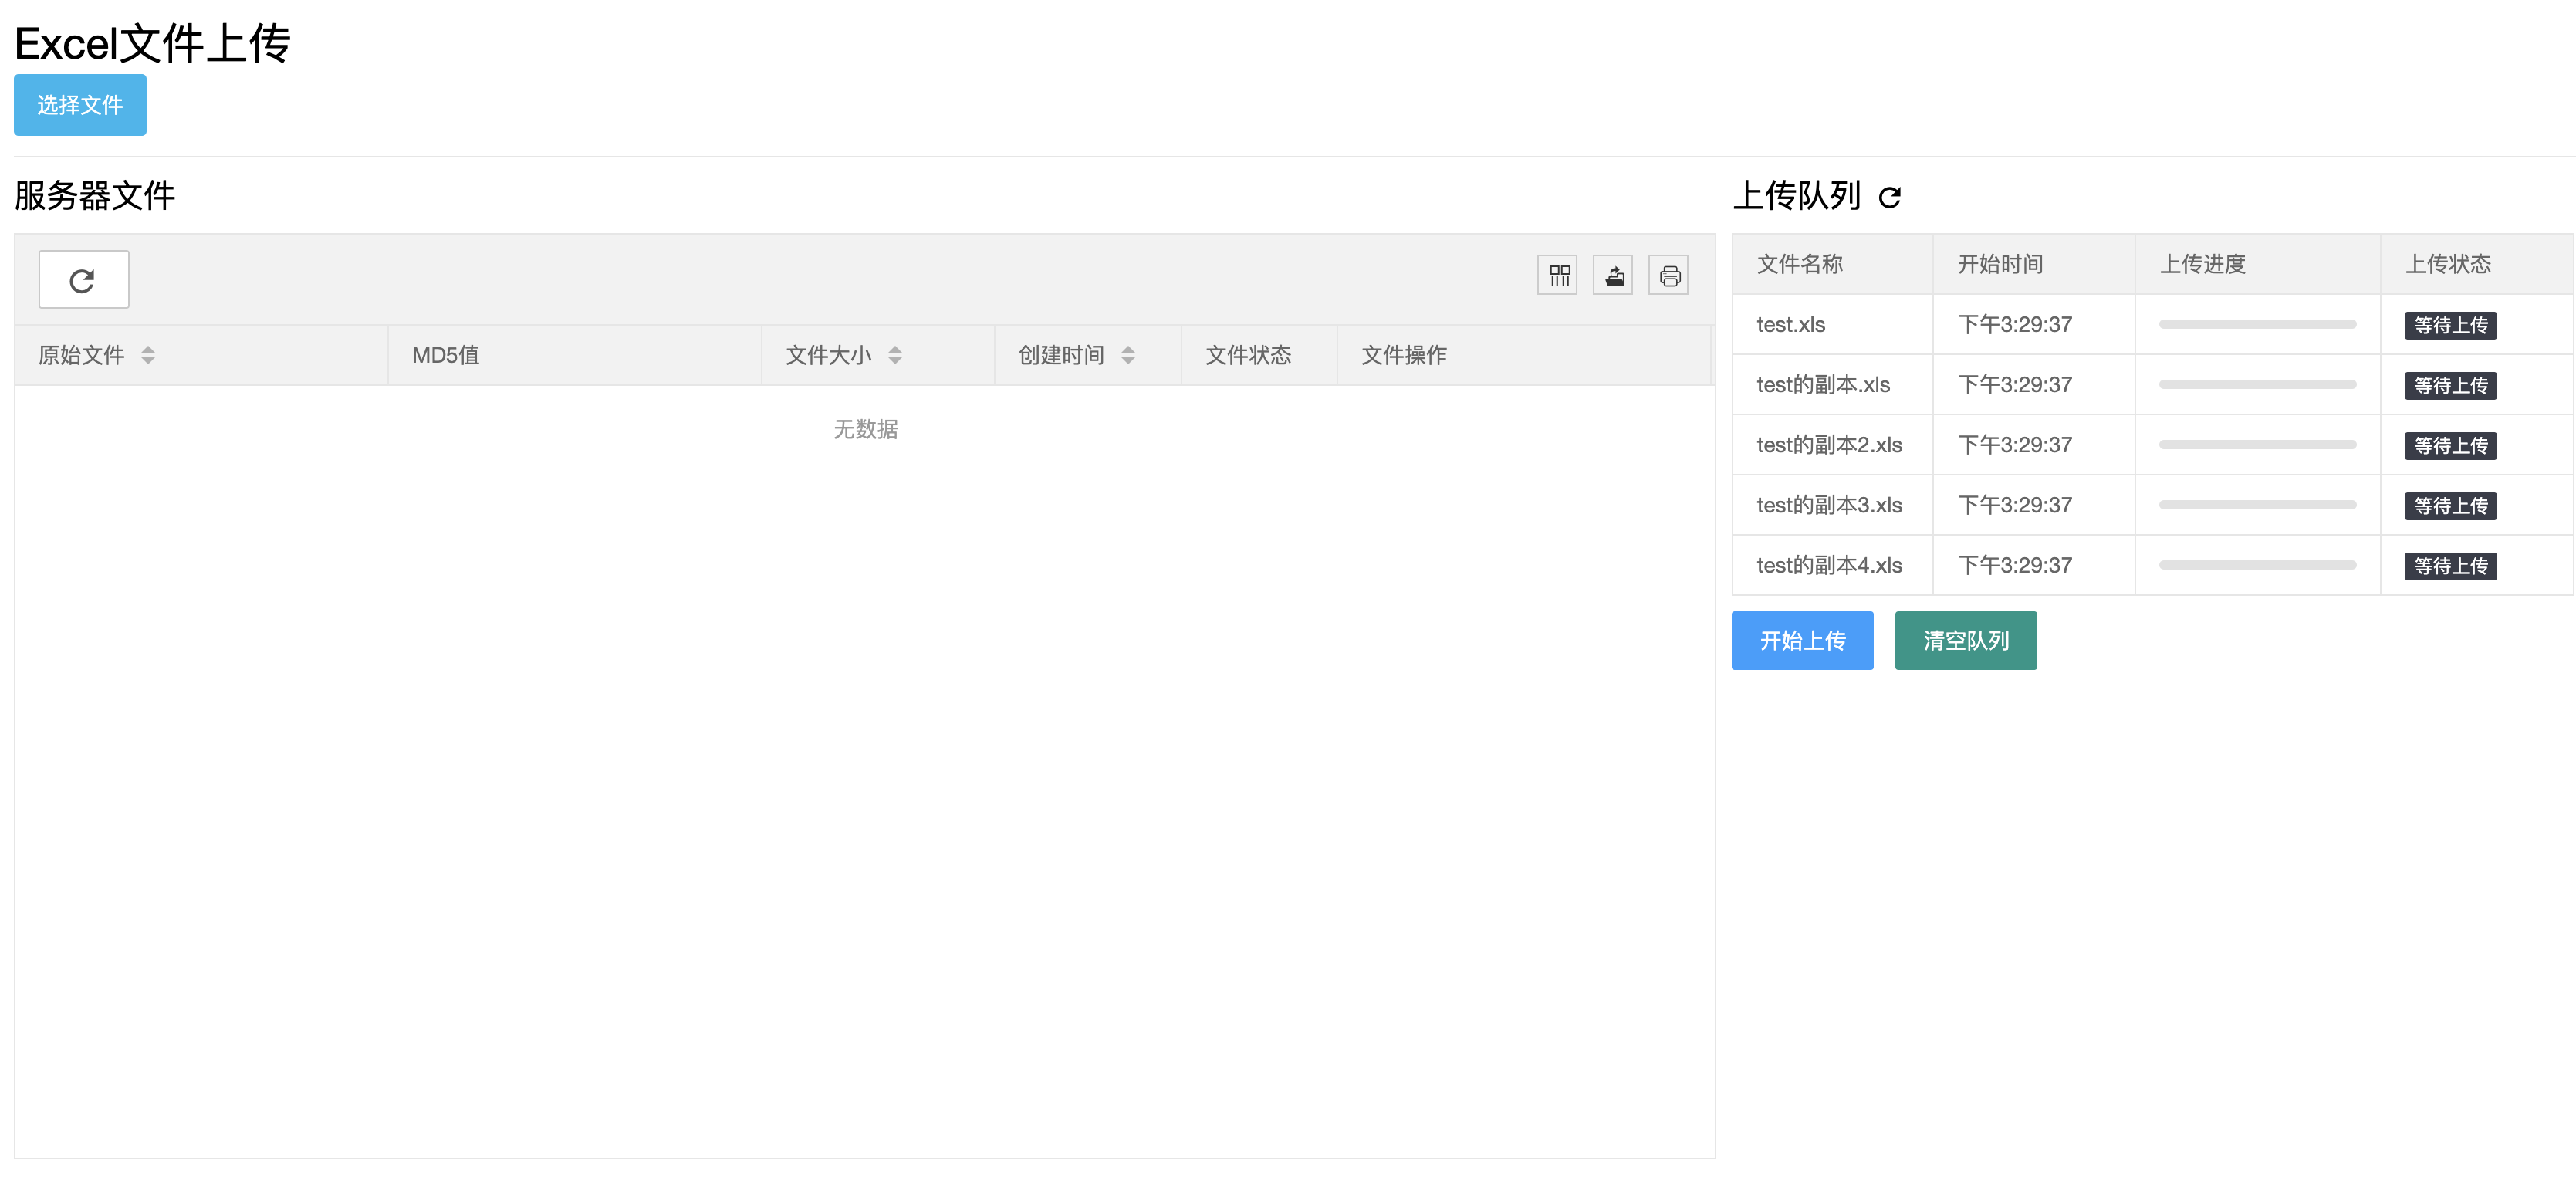 Excel文件上传
选择文件
服务器文件
原始文件 MD5值 文件大小 创建时间 文件状态 文件操作
无数据
上传队列
文件名称 开始时间 上传进度 上传状态
test.xls 下午3:29:37 等待上传
test的副本.xls 下午3:29:37 等待上传
test的副本2.xls 下午3:29:37 等待上传
test的副本3.xls 下午3:29:37 等待上传
test的副本4.xls 下午3:29:37 等待上传
开始上传 清空队列